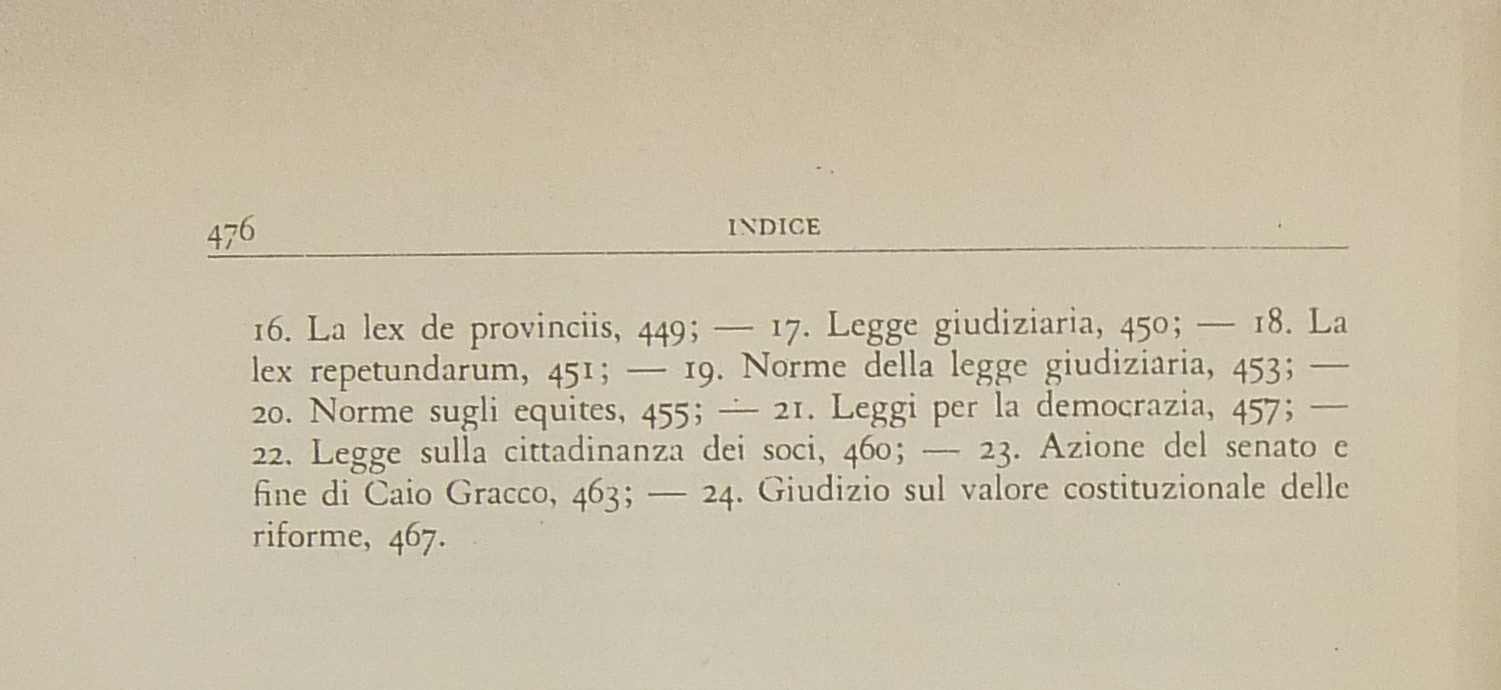 476
INDICE
16. La lex de provinciis, 449; — 17. Legge giudiziaria, 450; — 18. La
lex repetundarum, 451; — 19. Norme della legge giudiziaria, 453; —
20. Norme sugli equites, 455; — 21. Leggi per la democrazia, 457; —
22. Legge sulla cittadinanza dei soci, 460; — 23. Azione del senato e
fine di Caio Gracco, 463; — 24. Giudizio sul valore costituzionale delle
riforme, 467.